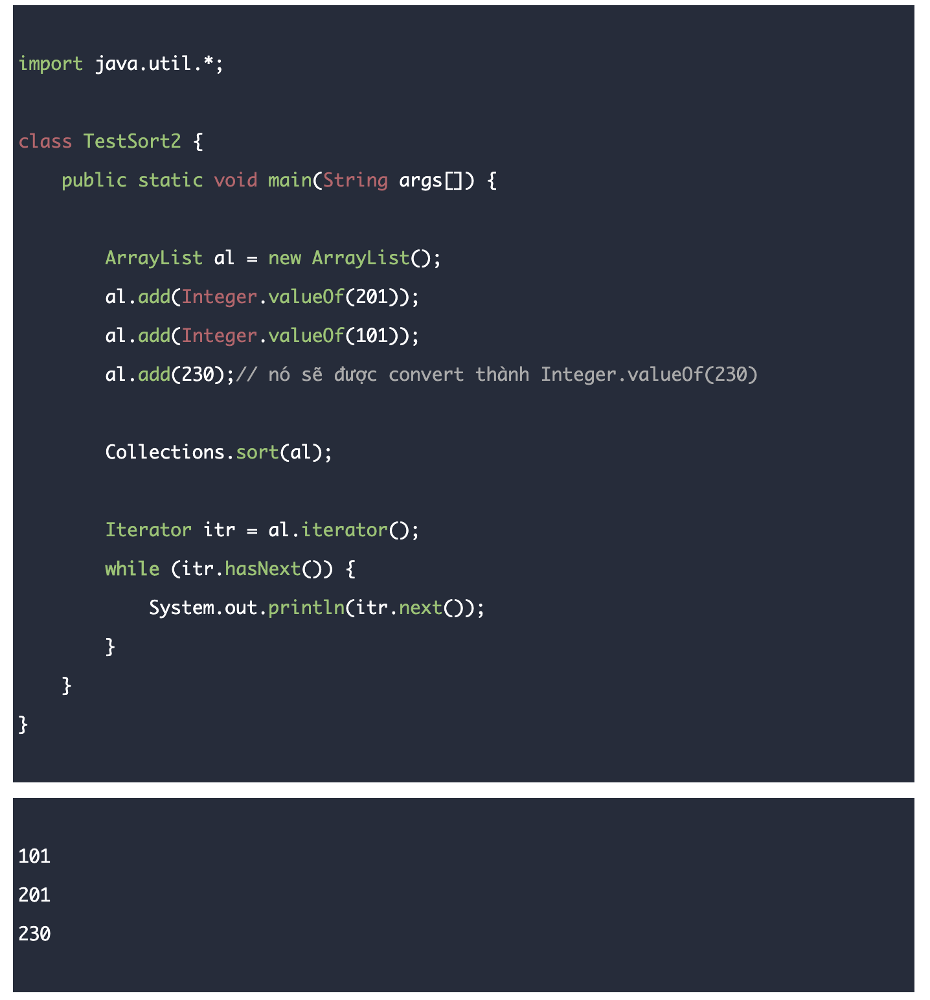 import java.util.*;
class TestSort2 {
    public static void main(String args[]) {
        ArrayList al = new ArrayList();
        al.add(Integer.valueOf(201));
        al.add(Integer.valueOf(101));
        al.add(230);// nó sẽ được convert thành Integer.valueOf(230)
        Collections.sort(al);
        Iterator itr = al.iterator();
        while (itr.hasNext()) {
            System.out.println(itr.next());
        }
    }
}
101
201
230